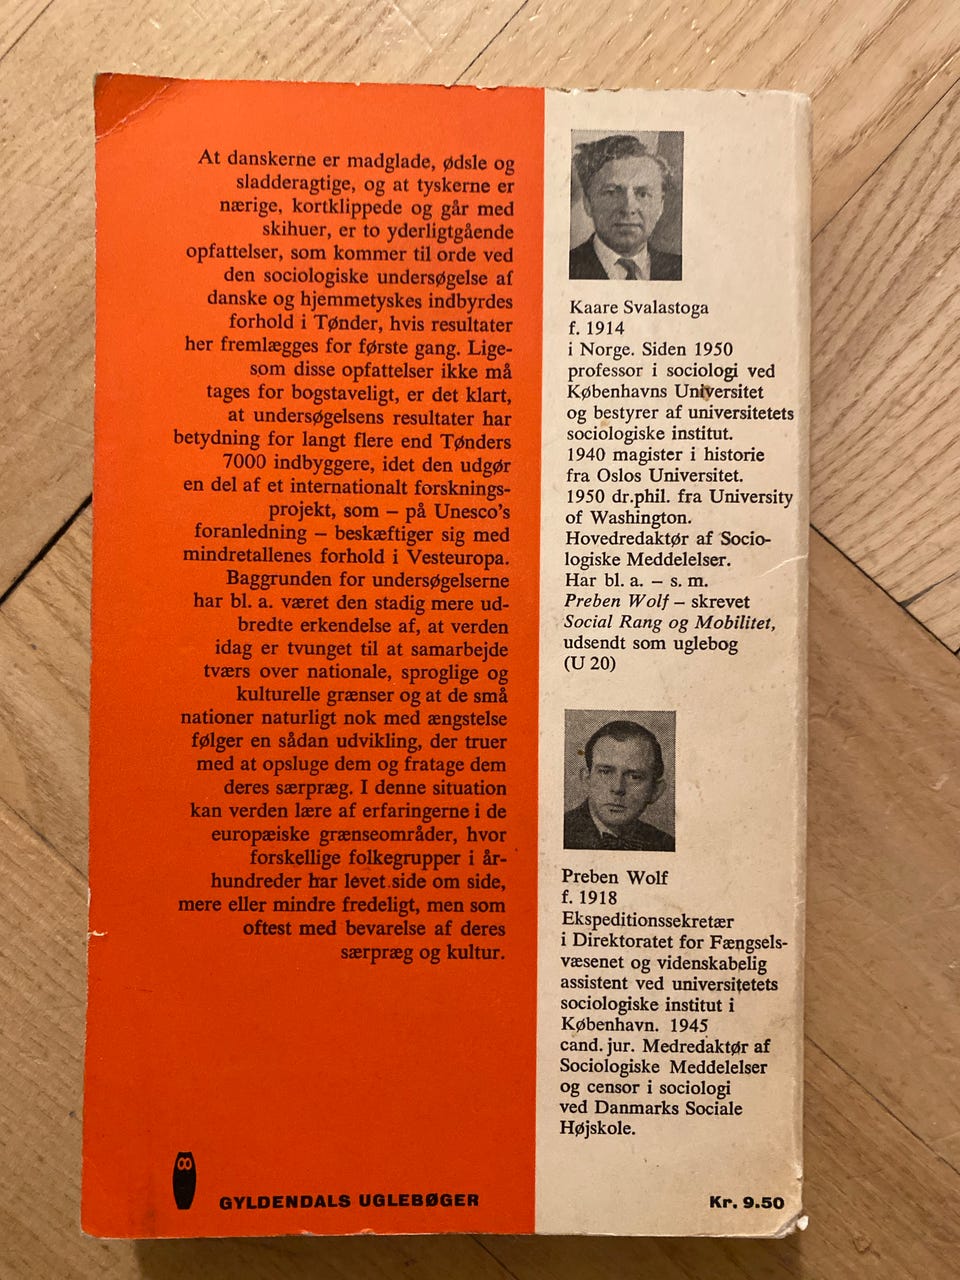 At danskerne er madglade, ødsle og
sladderagtige, og at tyskerne er
nærige, kortklippede og går med
skihuer, er to yderligtgående
opfattelser, som kommer til orde ved
den sociologiske undersøgelse af
danske og hjemmetyskes indbyrdes
forhold i Tønder, hvis resultater
her fremlægges for første gang. Lige-
som disse opfattelser ikke må
tages for bogstaveligt, er det klart,
at undersøgelsens resultater har
betydning for langt flere end Tønders
7000 indbyggere, idet den udgør
en del af et internationalt forsknings-
projekt, som – på Unesco's
foranledning – beskæftiger sig med
mindretallenes forhold i Vesteuropa.
Baggrunden for undersøgelserne
har bl. a. været den stadig mere ud-
bredte erkendelse af, at verden
idag er tvunget til at samarbejde
tværs over nationale, sproglige og
kulturelle grænser og at de små
nationer naturligt nok med ængstelse
følger en sådan udvikling, der truer
med at opsluge dem og fratage dem
deres særpræg. I denne situation
kan verden lære af erfaringerne i de
europæiske grænseområder, hvor
forskellige folkegrupper i år-
hundreder har levet side om side,
mere eller mindre fredeligt, men som
oftest med bevarelse af deres
særpræg og kultur.
GYLDENDALS UGLEBØGER
Kaare Svalastoga
f. 1914
i Norge. Siden 1950
professor i sociologi ved
Københavns Universitet
og bestyrer af universitetets
sociologiske institut.
1940 magister i historie
fra Oslos Universitet.
1950 dr.phil. fra University
of Washington.
Hovedredaktør af Socio-
logiske Meddelelser.
Har bl. a. – s. m.
Preben Wolf – skrevet
Social Rang og Mobilitet,
udsendt som uglebog
(U 20)
Preben Wolf
f. 1918
Ekspeditionssekretær
i Direktoratet for Fængsels-
væsenet og videnskabelig
assistent ved universitetets
sociologiske institut i
København. 1945
cand. jur. Medredaktør af
Sociologiske Meddelelser
og censor i sociologi
ved Danmarks Sociale
Højskole.
Kr. 9.50